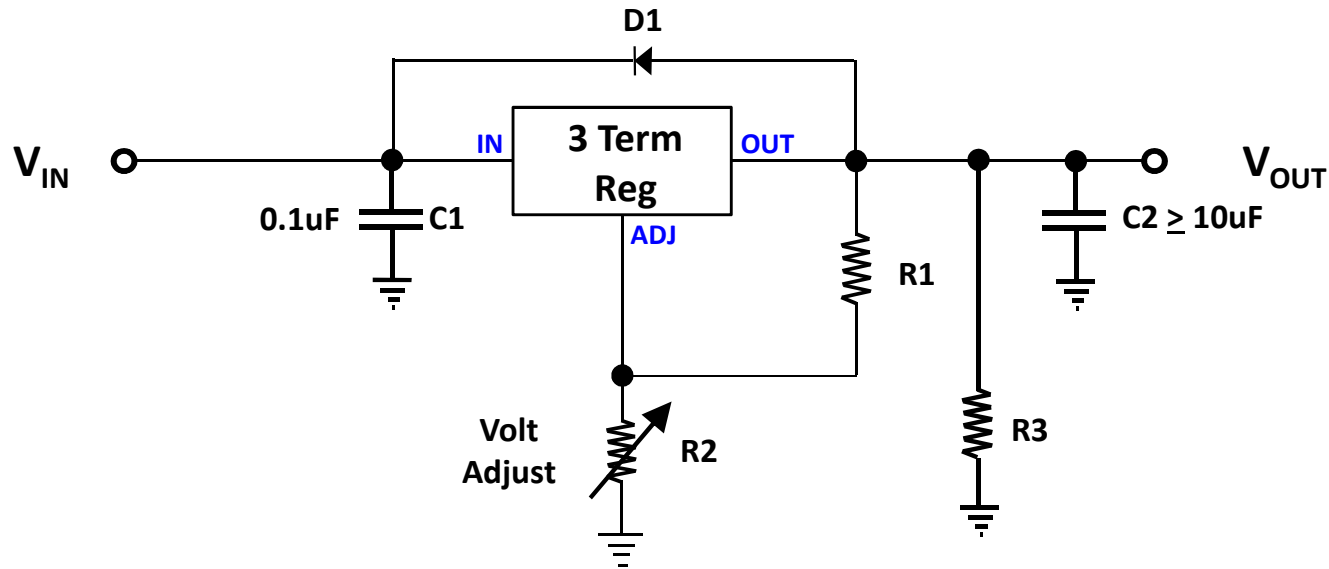 D1
V_IN
IN
3 Term
Reg
OUT
V_OUT
0.1uF
C1
ADJ
C2 ≥ 10uF
R1
Volt
Adjust
R2
R3